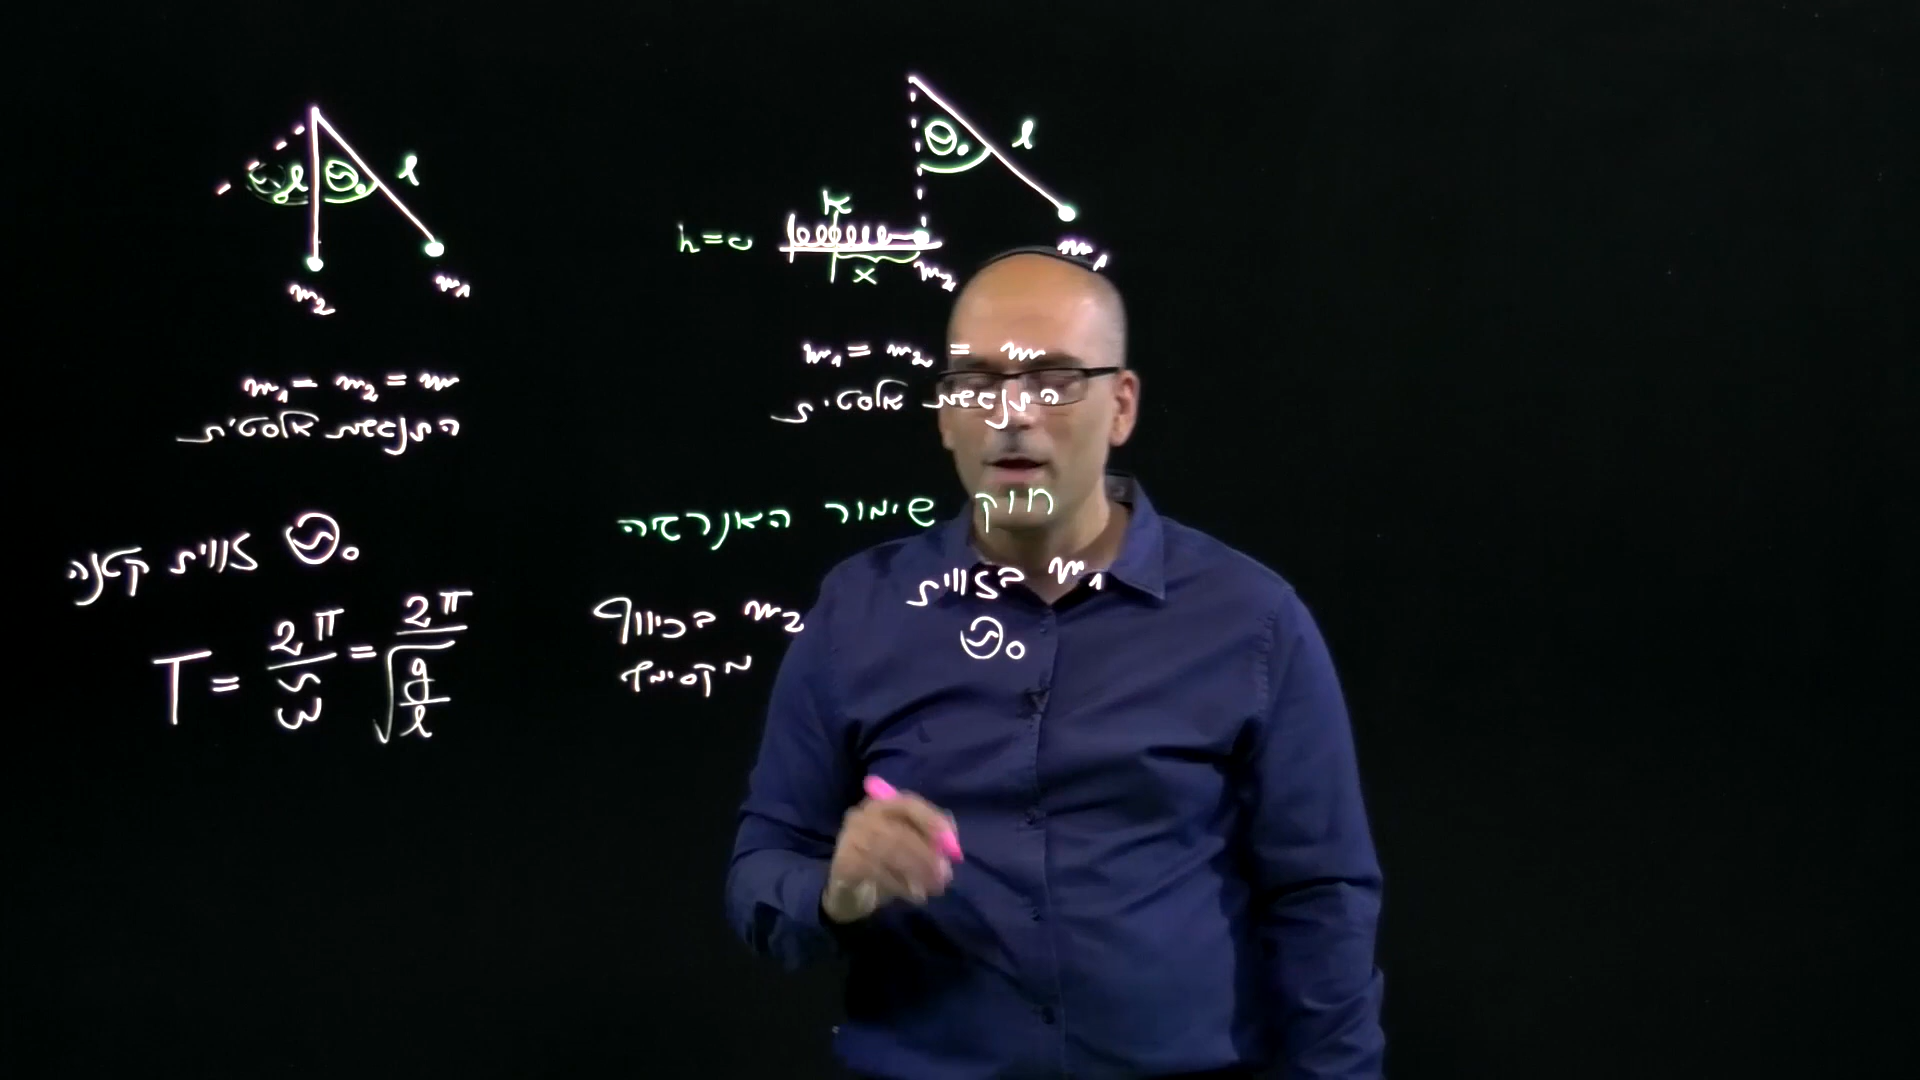 θ₀ l
l
m₂ m₁
m₁ = m₂ = m
התנגשות אלסטית
θ₀ זווית קטנה
T = 2π/ω = 2π/√(g/l)
θ₀ l
k
h=0
x
m₂ m₁
m₁ = m₂ = m
התנגשות אלסטית
חוק שימור האנרגיה
m₁ בזווית
θ₀
m₂ בכיווץ
מקסימלי